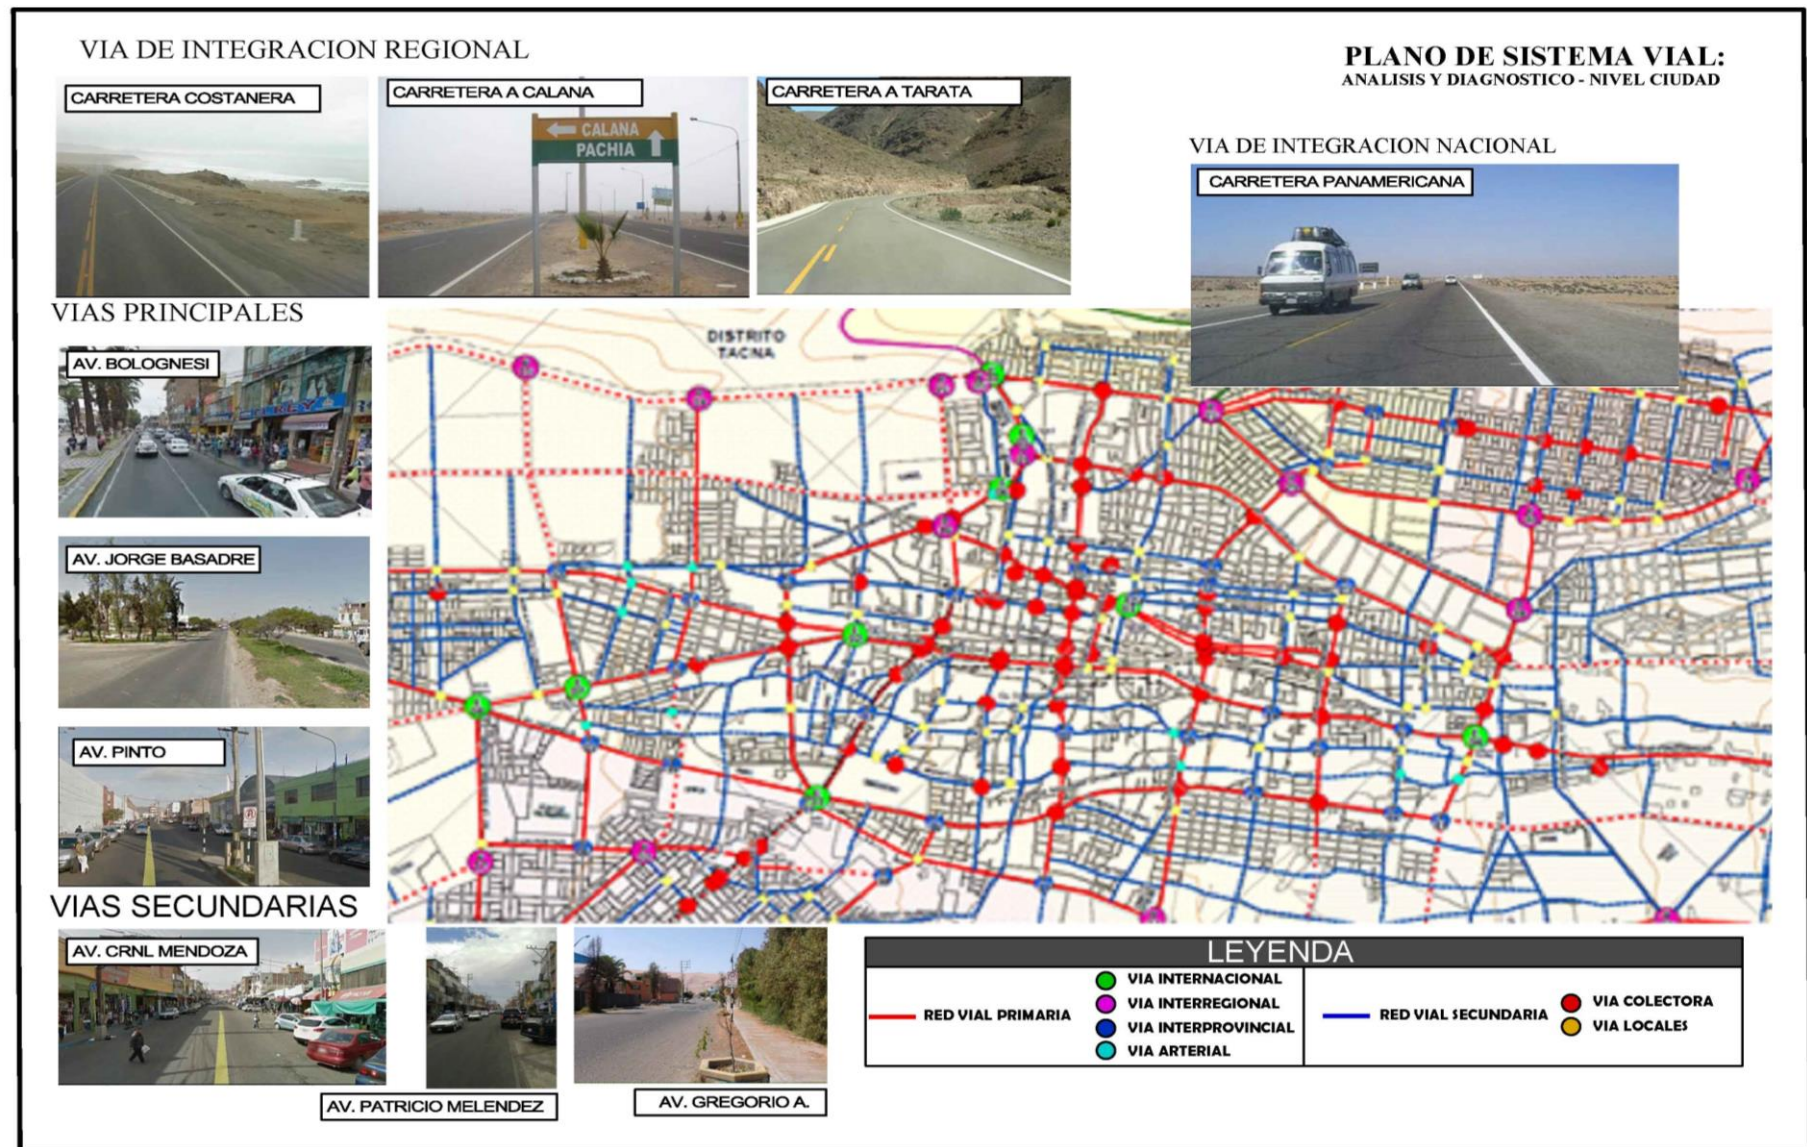 VIA DE INTEGRACION REGIONAL
PLANO DE SISTEMA VIAL:
ANALISIS Y DIAGNOSTICO - NIVEL CIUDAD
CARRETERA COSTANERA
CARRETERA A CALANA
CARRETERA A TARATA
CALANA
PACHIA
VIA DE INTEGRACION NACIONAL
CARRETERA PANAMERICANA
VIAS PRINCIPALES
AV. BOLOGNESI
DISTRITO
TACNA
AV. JORGE BASADRE
AV. PINTO
VIAS SECUNDARIAS
AV. CRNL MENDOZA
AV. PATRICIO MELENDEZ
AV. GREGORIO A.
LEYENDA
RED VIAL PRIMARIA
VIA INTERNACIONAL
VIA INTERREGIONAL
VIA INTERPROVINCIAL
VIA ARTERIAL
RED VIAL SECUNDARIA
VIA COLECTORA
VIA LOCALES